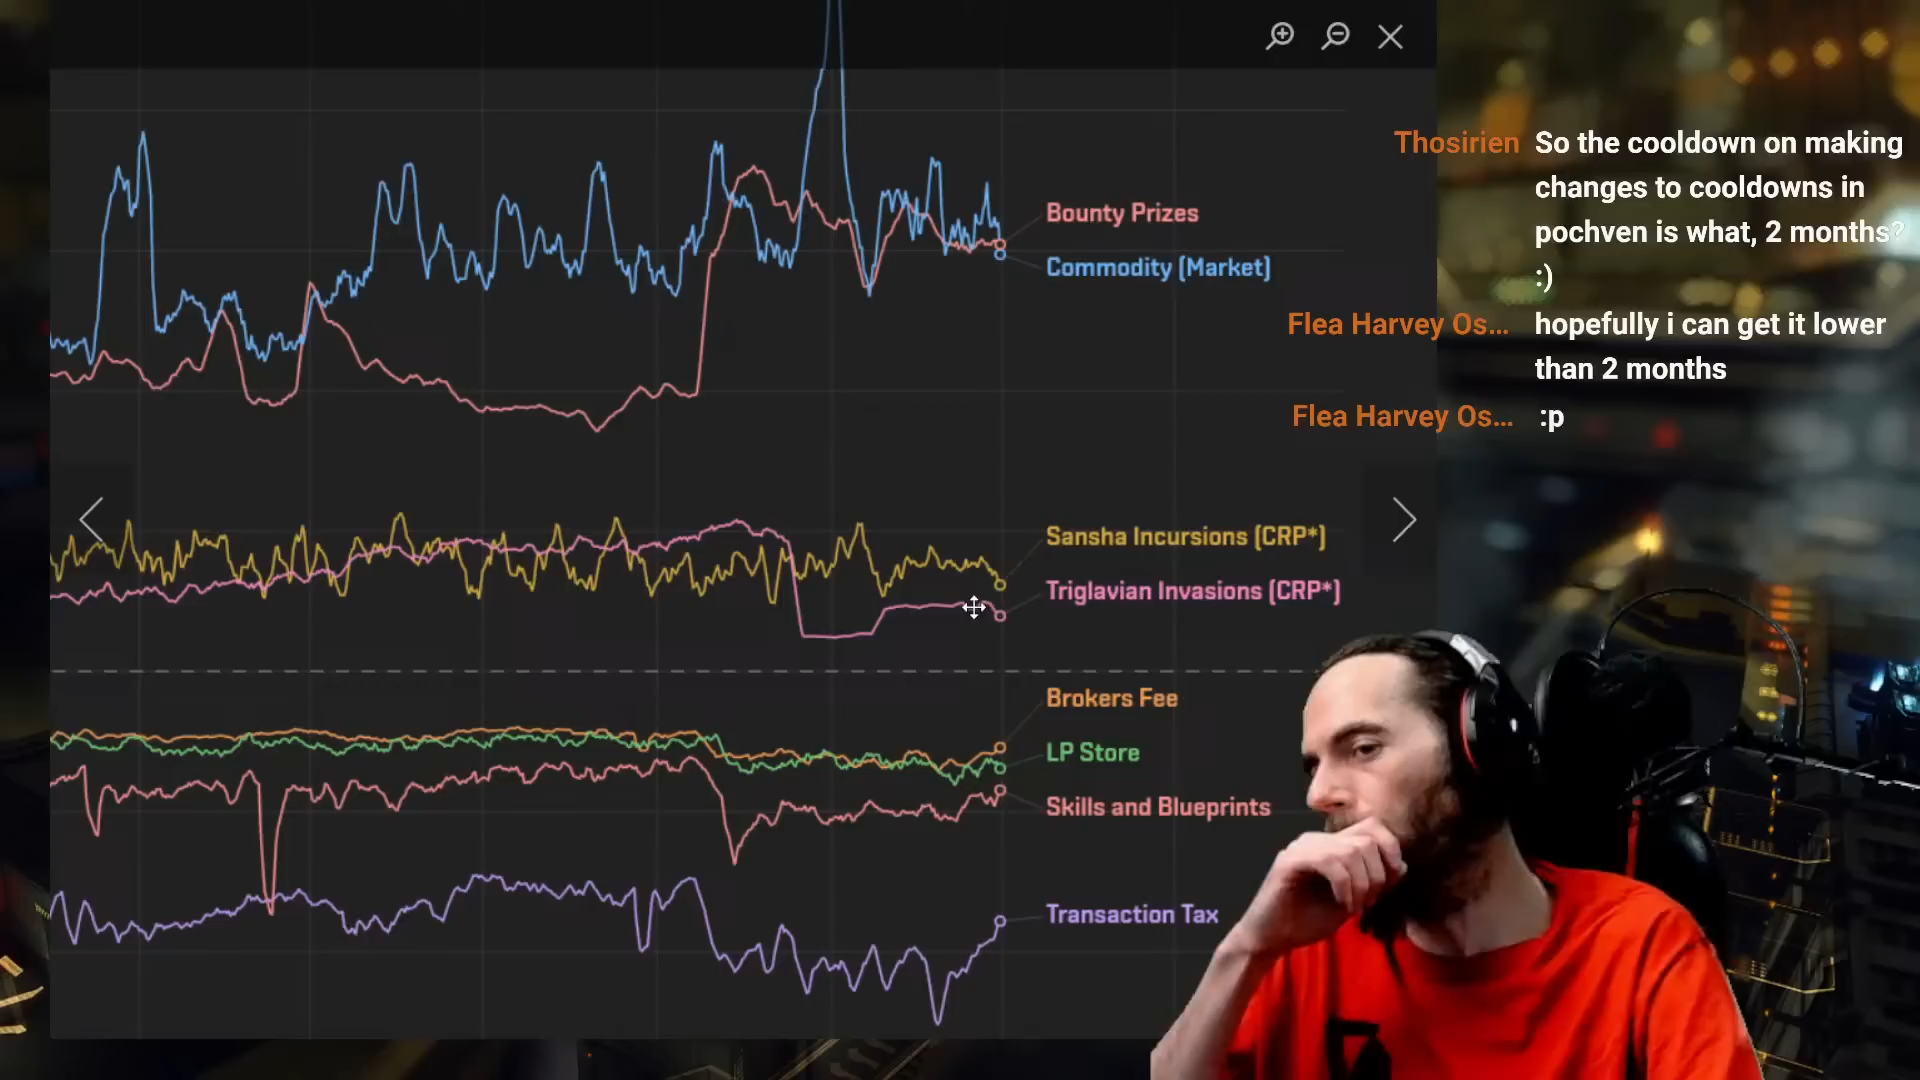 Bounty Prizes
Commodity (Market)
Sansha Incursions (CRP*)
Triglavian Invasions (CRP*)
Brokers Fee
LP Store
Skills and Blueprints
Transaction Tax
Thosirien So the cooldown on making
changes to cooldowns in
pochven is what, 2 months?
:)
Flea Harvey Os... hopefully i can get it lower
than 2 months
Flea Harvey Os... :p